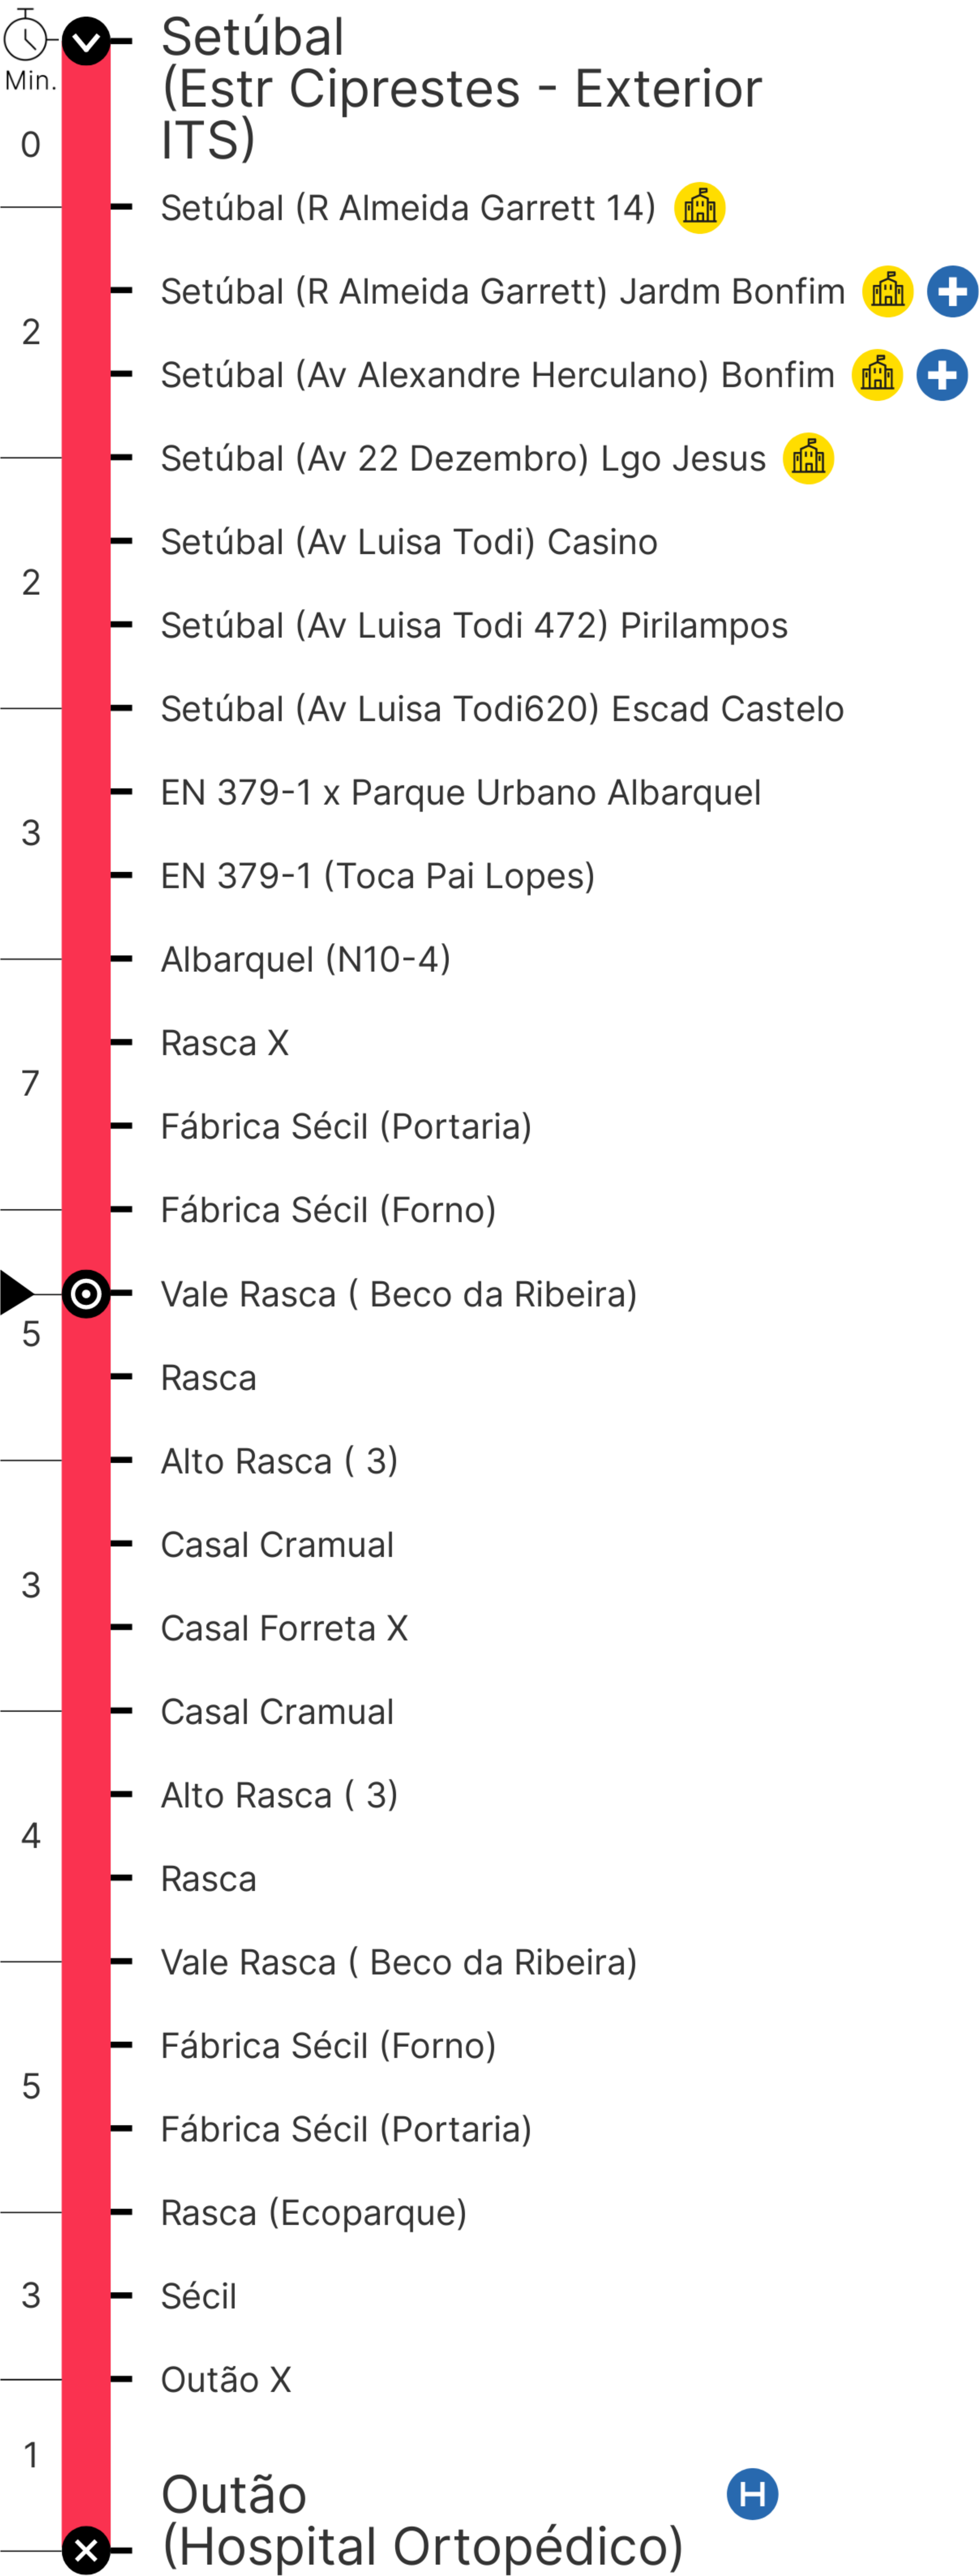 Setúbal
(Estr Ciprestes - Exterior
ITS)
Min.
0
Setúbal (R Almeida Garrett 14)
Setúbal (R Almeida Garrett) Jardm Bonfim
2
Setúbal (Av Alexandre Herculano) Bonfim
Setúbal (Av 22 Dezembro) Lgo Jesus
Setúbal (Av Luisa Todi) Casino
2
Setúbal (Av Luisa Todi 472) Pirilampos
Setúbal (Av Luisa Todi620) Escad Castelo
EN 379-1 x Parque Urbano Albarquel
3
EN 379-1 (Toca Pai Lopes)
Albarquel (N10-4)
Rasca X
7
Fábrica Sécil (Portaria)
Fábrica Sécil (Forno)
Vale Rasca ( Beco da Ribeira)
5
Rasca
Alto Rasca ( 3)
Casal Cramual
3
Casal Forreta X
Casal Cramual
Alto Rasca ( 3)
4
Rasca
Vale Rasca ( Beco da Ribeira)
Fábrica Sécil (Forno)
5
Fábrica Sécil (Portaria)
Rasca (Ecoparque)
3
Sécil
Outão X
1
Outão
H
(Hospital Ortopédico)